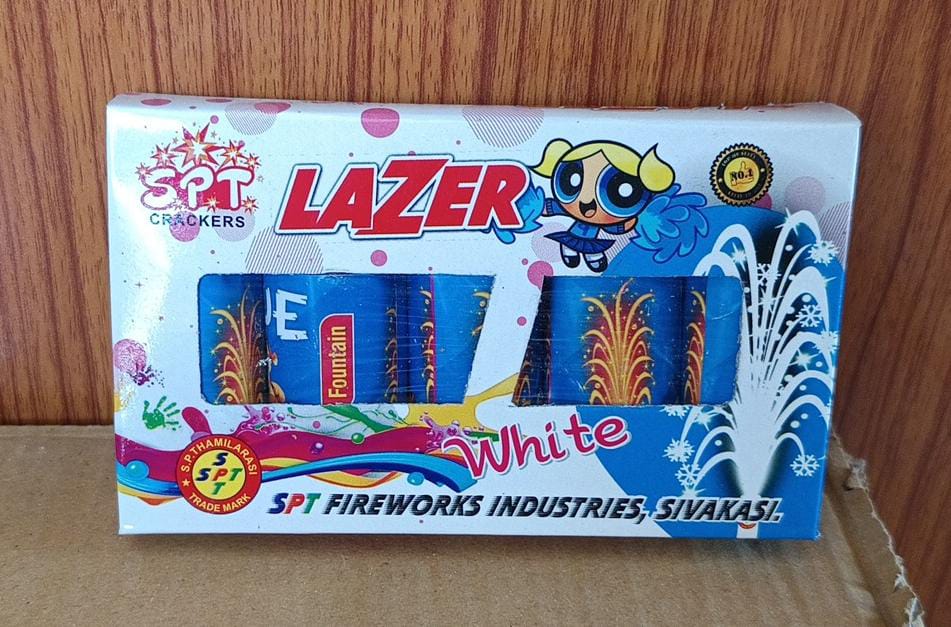 SPT
CRACKERS
LAZER
NO.1
E
Fountain
White
S.P.THAMILARASI
S
SPT
T
TRADE MARK
SPT FIREWORKS INDUSTRIES, SIVAKASI.